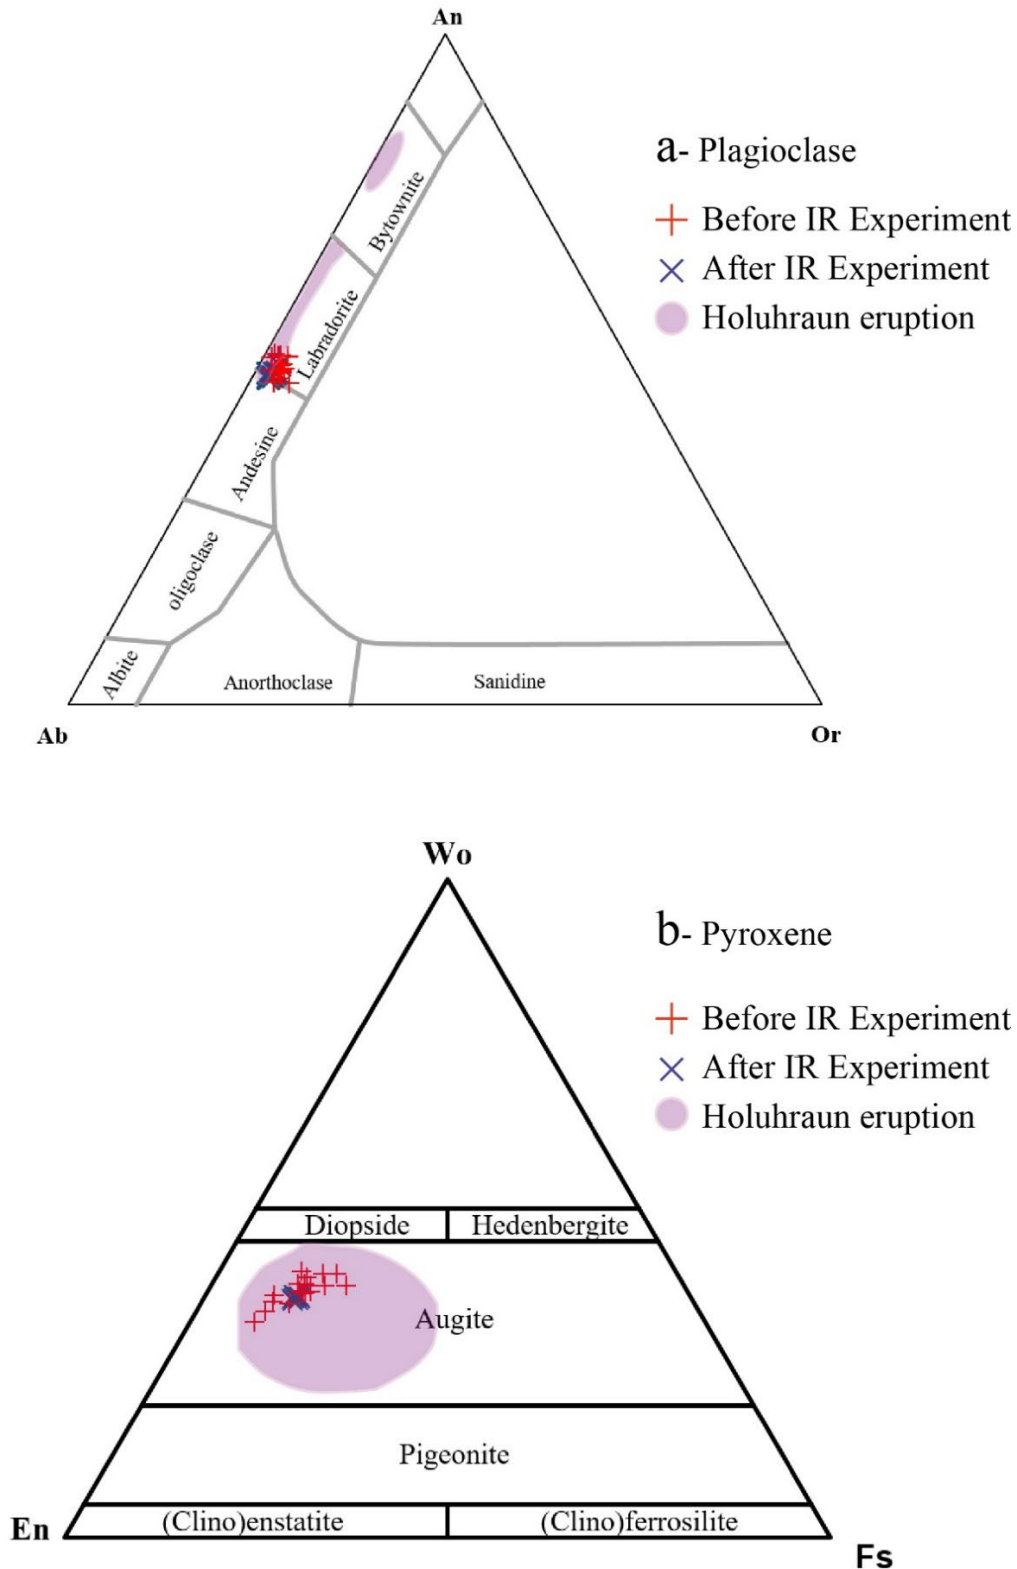 An
a- Plagioclase
Before IR Experiment
After IR Experiment
Holuhraun eruption
Bytownite
Labradorite
Andesine
oligoclase
Albite
Anorthoclase
Sanidine
Ab
Or
Wo
b- Pyroxene
Before IR Experiment
After IR Experiment
Holuhraun eruption
Diopside
Hedenbergite
Augite
Pigeonite
(Clino)enstatite
(Clino)ferrosilite
En
Fs